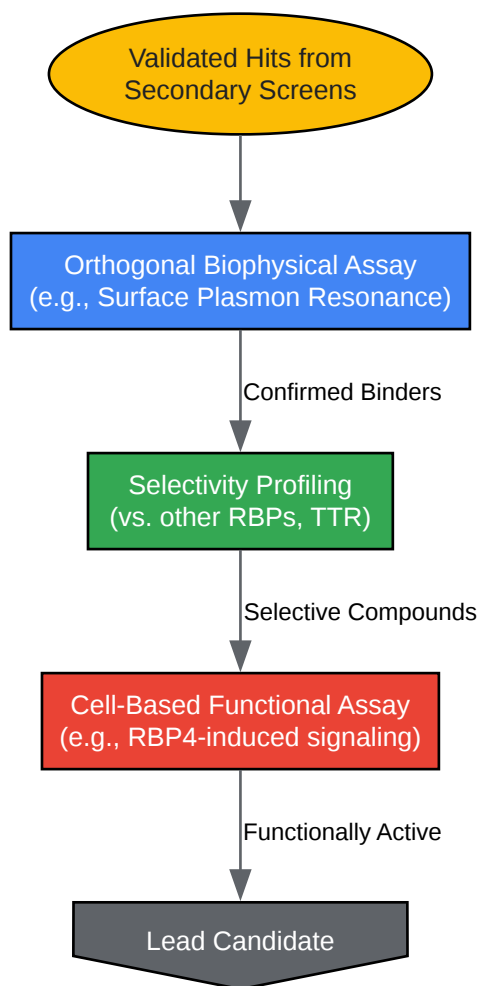 Validated Hits from
Secondary Screens
Orthogonal Biophysical Assay
(e.g., Surface Plasmon Resonance)
Confirmed Binders
Selectivity Profiling
(vs. other RBPs, TTR)
Selective Compounds
Cell-Based Functional Assay
(e.g., RBP4-induced signaling)
Functionally Active
Lead Candidate